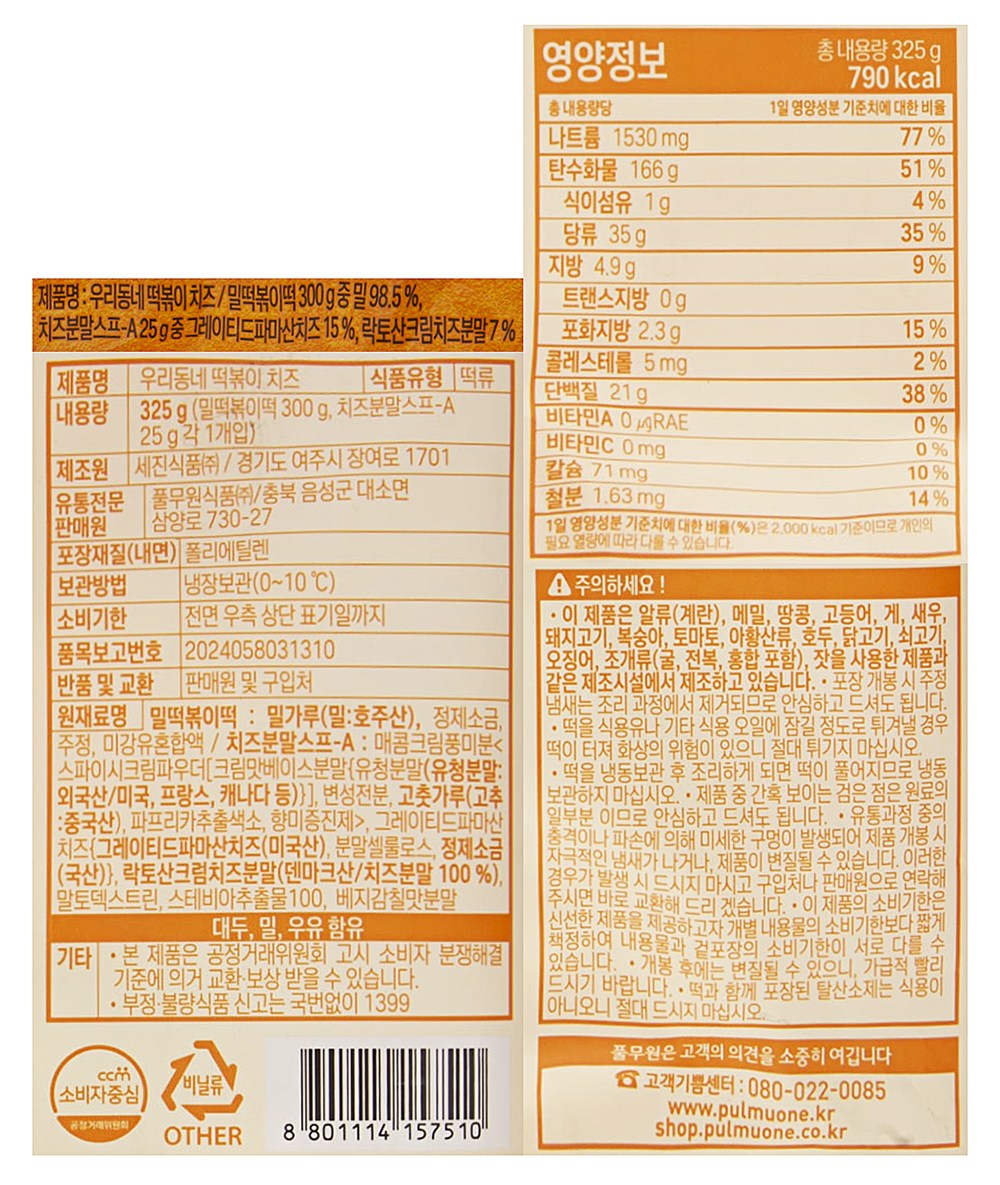 제품명 : 우리동네 떡볶이 치즈 / 밀떡볶이떡 300 g 중 밀 98.5 %,
치즈분말스프-A 25 g 중 그레이티드파마산치즈 15 %, 락토산크림치즈분말 7 %
제품명 우리동네 떡볶이 치즈 식품유형 떡류
내용량 325 g (밀떡볶이떡 300 g, 치즈분말스프-A
25 g 각 1개입)
제조원 세진식품㈜ / 경기도 여주시 장여로 1701
유통전문 풀무원식품㈜/충북 음성군 대소면
판매원 삼양로 730-27
포장재질(내면) 폴리에틸렌
보관방법 냉장보관(0~10 ℃)
소비기한 전면 우측 상단 표기일까지
품목보고번호 2024058031310
반품 및 교환 판매원 및 구입처
원재료명 밀떡볶이떡 : 밀가루(밀:호주산), 정제소금,
주정, 미강유혼합액 / 치즈분말스프-A : 매콤크림풍미분<
스파이시크림파우더[크림맛베이스분말{유청분말(유청분말:
외국산/미국, 프랑스, 캐나다 등)}], 변성전분, 고춧가루(고추
:중국산), 파프리카추출색소, 향미증진제>, 그레이티드파마산
치즈{그레이티드파마산치즈(미국산), 분말셀룰로스, 정제소금
(국산)}, 락토산크림치즈분말(덴마크산/치즈분말 100 %),
말토덱스트린, 스테비아추출물100, 베지감칠맛분말
대두, 밀, 우유 함유
기타 • 본 제품은 공정거래위원회 고시 소비자 분쟁해결
기준에 의거 교환·보상 받을 수 있습니다.
• 부정·불량식품 신고는 국번없이 1399
ccm
소비자중심
공정거래위원회
비닐류
OTHER
8 801114 157510
영양정보 총 내용량 325 g
790 kcal
총 내용량당 1일 영양성분 기준치에 대한 비율
나트륨 1530 mg 77 %
탄수화물 166 g 51 %
식이섬유 1 g 4 %
당류 35 g 35 %
지방 4.9 g 9 %
트랜스지방 0 g
포화지방 2.3 g 15 %
콜레스테롤 5 mg 2 %
단백질 21 g 38 %
비타민A 0 μgRAE 0 %
비타민C 0 mg 0 %
칼슘 71 mg 10 %
철분 1.63 mg 14 %
1일 영양성분 기준치에 대한 비율(%)은 2,000 kcal 기준이므로 개인의
필요 열량에 따라 다를 수 있습니다.
주의하세요 !
• 이 제품은 알류(계란), 메밀, 땅콩, 고등어, 게, 새우,
돼지고기, 복숭아, 토마토, 아황산류, 호두, 닭고기, 쇠고기,
오징어, 조개류(굴, 전복, 홍합 포함), 잣을 사용한 제품과
같은 제조시설에서 제조하고 있습니다. • 포장 개봉 시 주정
냄새는 조리 과정에서 제거되므로 안심하고 드셔도 됩니다.
• 떡을 식용유나 기타 식용 오일에 잠길 정도로 튀겨낼 경우
떡이 터져 화상의 위험이 있으니 절대 튀기지 마십시오.
• 떡을 냉동보관 후 조리하게 되면 떡이 풀어지므로 냉동
보관하지 마십시오. • 제품 중 간혹 보이는 검은 점은 원료의
일부분 이므로 안심하고 드셔도 됩니다. • 유통과정 중의
충격이나 파손에 의해 미세한 구멍이 발생되어 제품 개봉 시
자극적인 냄새가 나거나, 제품이 변질될 수 있습니다. 이러한
경우가 발생 시 드시지 마시고 구입처나 판매원으로 연락해
주시면 바로 교환해 드리 겠습니다. • 이 제품의 소비기한은
신선한 제품을 제공하고자 개별 내용물의 소비기한보다 짧게
책정하여 내용물과 겉포장의 소비기한이 서로 다를 수
있습니다. • 개봉 후에는 변질될 수 있으니, 가급적 빨리
드시기 바랍니다. • 떡과 함께 포장된 탈산소제는 식용이
아니오니 절대 드시지 마십시오.
풀무원은 고객의 의견을 소중히 여깁니다
고객기쁨센터 : 080-022-0085
www.pulmuone.kr
shop.pulmuone.co.kr